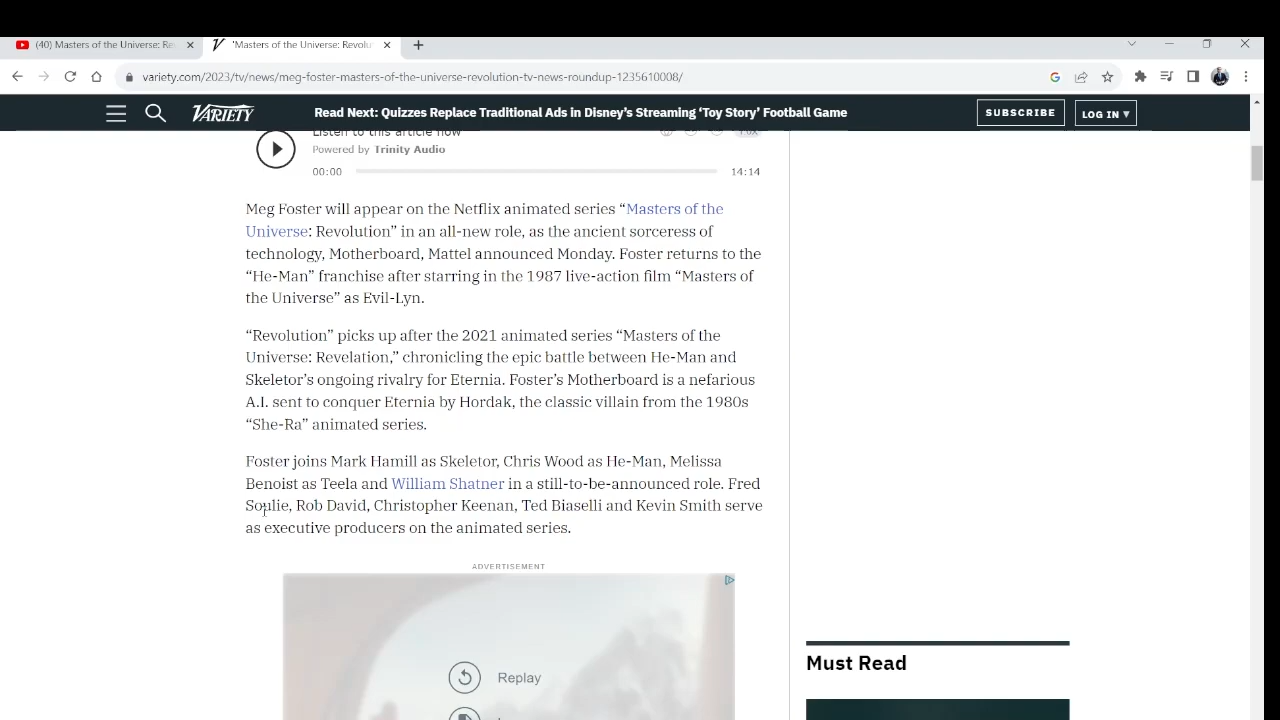 (40) Masters of the Universe: Re
'Masters of the Universe: Revolu
variety.com/2023/tv/news/meg-foster-masters-of-the-universe-revolution-tv-news-roundup-1235610008/
VARIETY
Read Next: Quizzes Replace Traditional Ads in Disney's Streaming 'Toy Story' Football Game
SUBSCRIBE
LOG IN ▾
Listen to this article now
1.0x
Powered by Trinity Audio
00:00
14:14
Meg Foster will appear on the Netflix animated series “Masters of the
Universe: Revolution” in an all-new role, as the ancient sorceress of
technology, Motherboard, Mattel announced Monday. Foster returns to the
“He-Man” franchise after starring in the 1987 live-action film “Masters of
the Universe” as Evil-Lyn.
“Revolution” picks up after the 2021 animated series “Masters of the
Universe: Revelation,” chronicling the epic battle between He-Man and
Skeletor’s ongoing rivalry for Eternia. Foster’s Motherboard is a nefarious
A.I. sent to conquer Eternia by Hordak, the classic villain from the 1980s
“She-Ra” animated series.
Foster joins Mark Hamill as Skeletor, Chris Wood as He-Man, Melissa
Benoist as Teela and William Shatner in a still-to-be-announced role. Fred
Soulie, Rob David, Christopher Keenan, Ted Biaselli and Kevin Smith serve
as executive producers on the animated series.
ADVERTISEMENT
Replay
Must Read